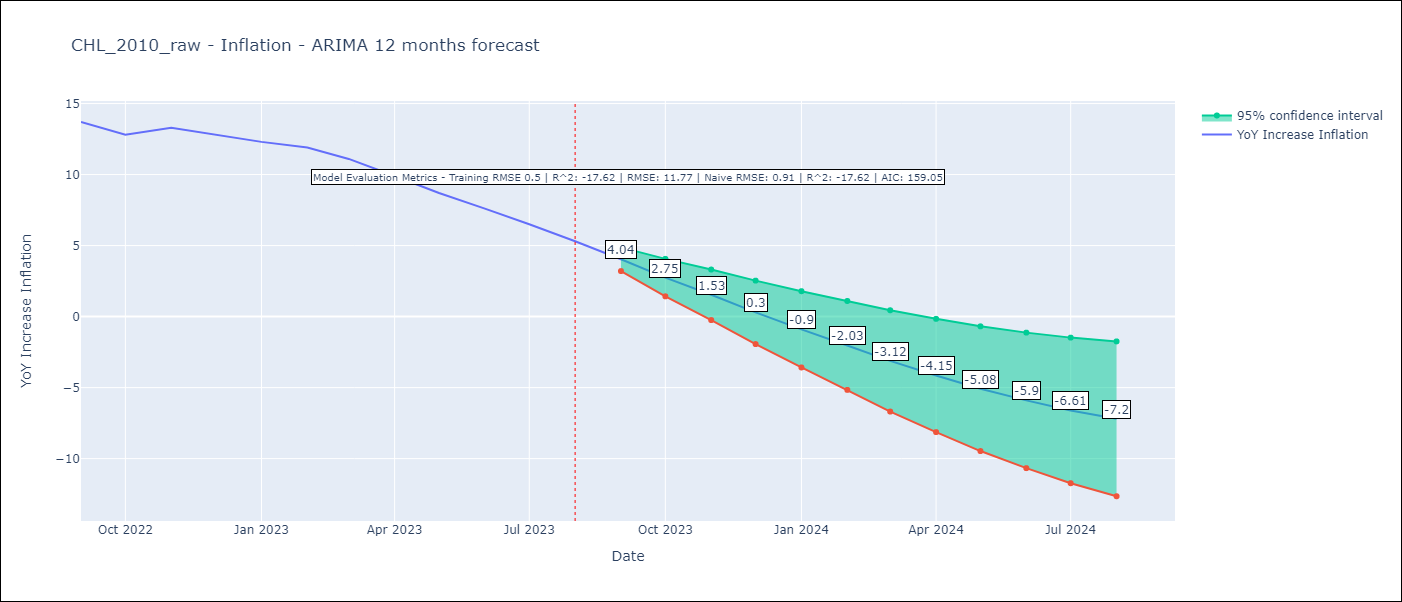 CHL_2010_raw - Inflation - ARIMA 12 months forecast
95% confidence interval
YoY Increase Inflation
Model Evaluation Metrics - Training RMSE 0.5 | R^2: -17.62 | RMSE: 11.77 | Naive RMSE: 0.91 | R^2: -17.62 | AIC: 159.05
YoY Increase Inflation
15
10
5
0
−5
−10
4.04
2.75
1.53
0.3
-0.9
-2.03
-3.12
-4.15
-5.08
-5.9
-6.61
-7.2
Oct 2022
Jan 2023
Apr 2023
Jul 2023
Oct 2023
Jan 2024
Apr 2024
Jul 2024
Date